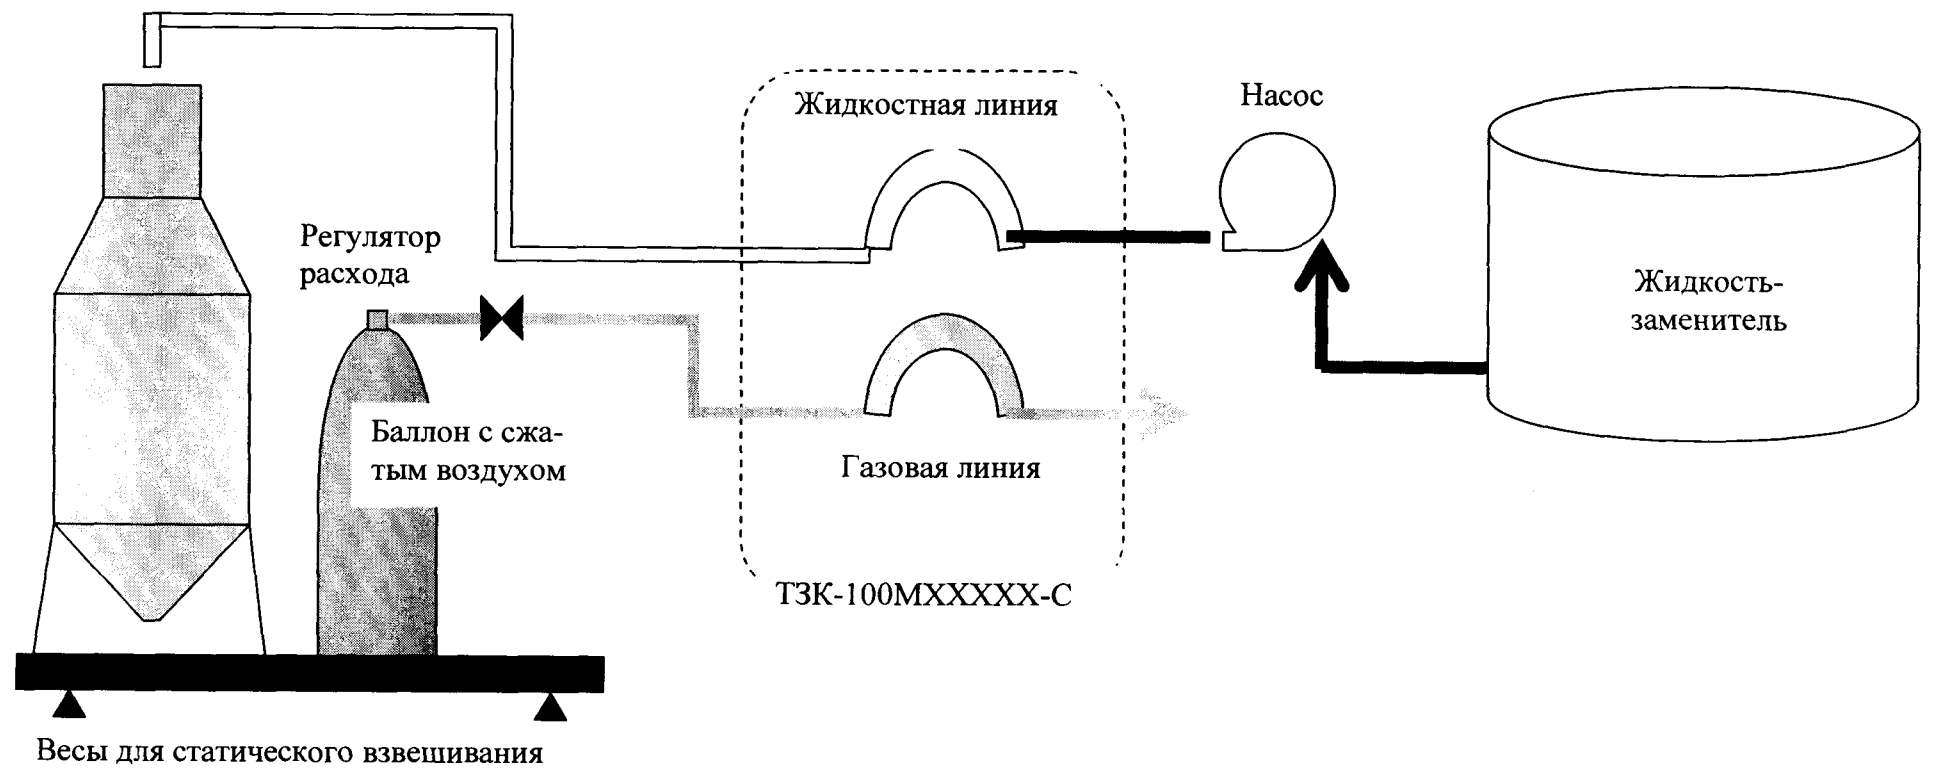 Жидкостная линия
Насос
Регулятор
расхода
Жидкость-
заменитель
Баллон с сжа-
тым воздухом
Газовая линия
ТЗК-100МХХХХХ-С
Весы для статического взвешивания